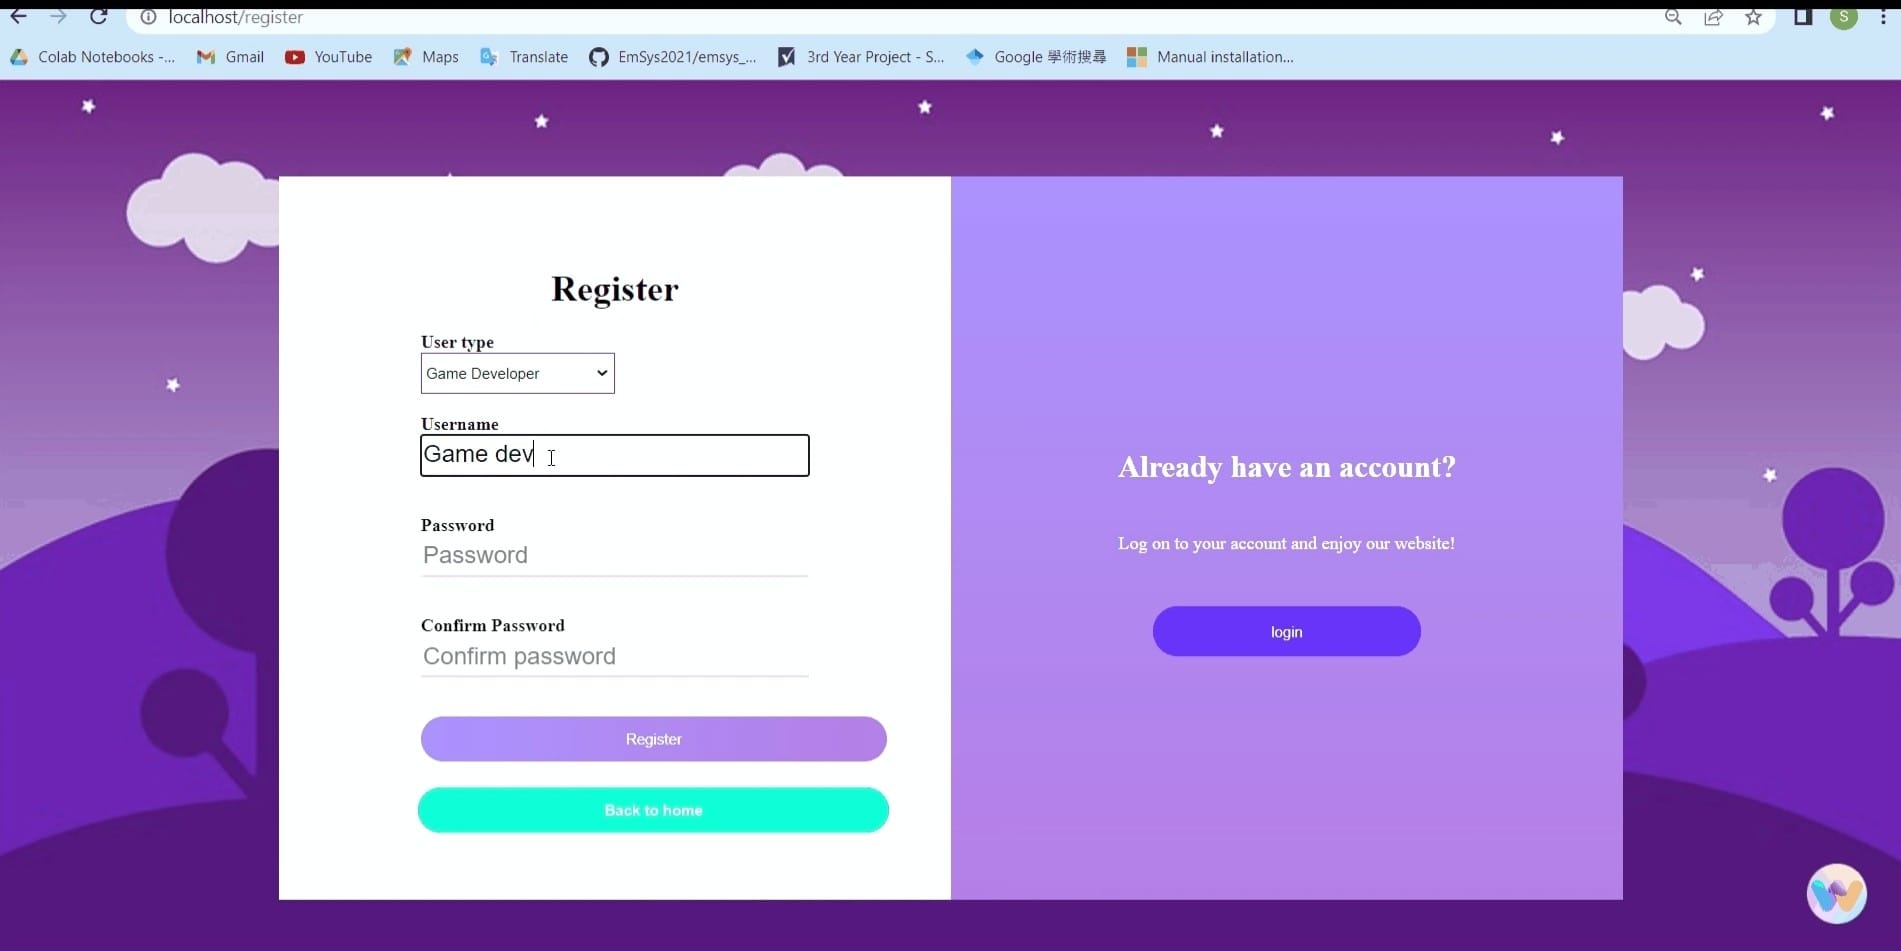 localhost/register
S
Colab Notebooks -... Gmail YouTube Maps Translate EmSys2021/emsys_... 3rd Year Project - S... Google 學術搜尋 Manual installation...
Register
User type
Game Developer
Username
Game dev
Password
Password
Confirm Password
Confirm password
Register
Back to home
Already have an account?
Log on to your account and enjoy our website!
login